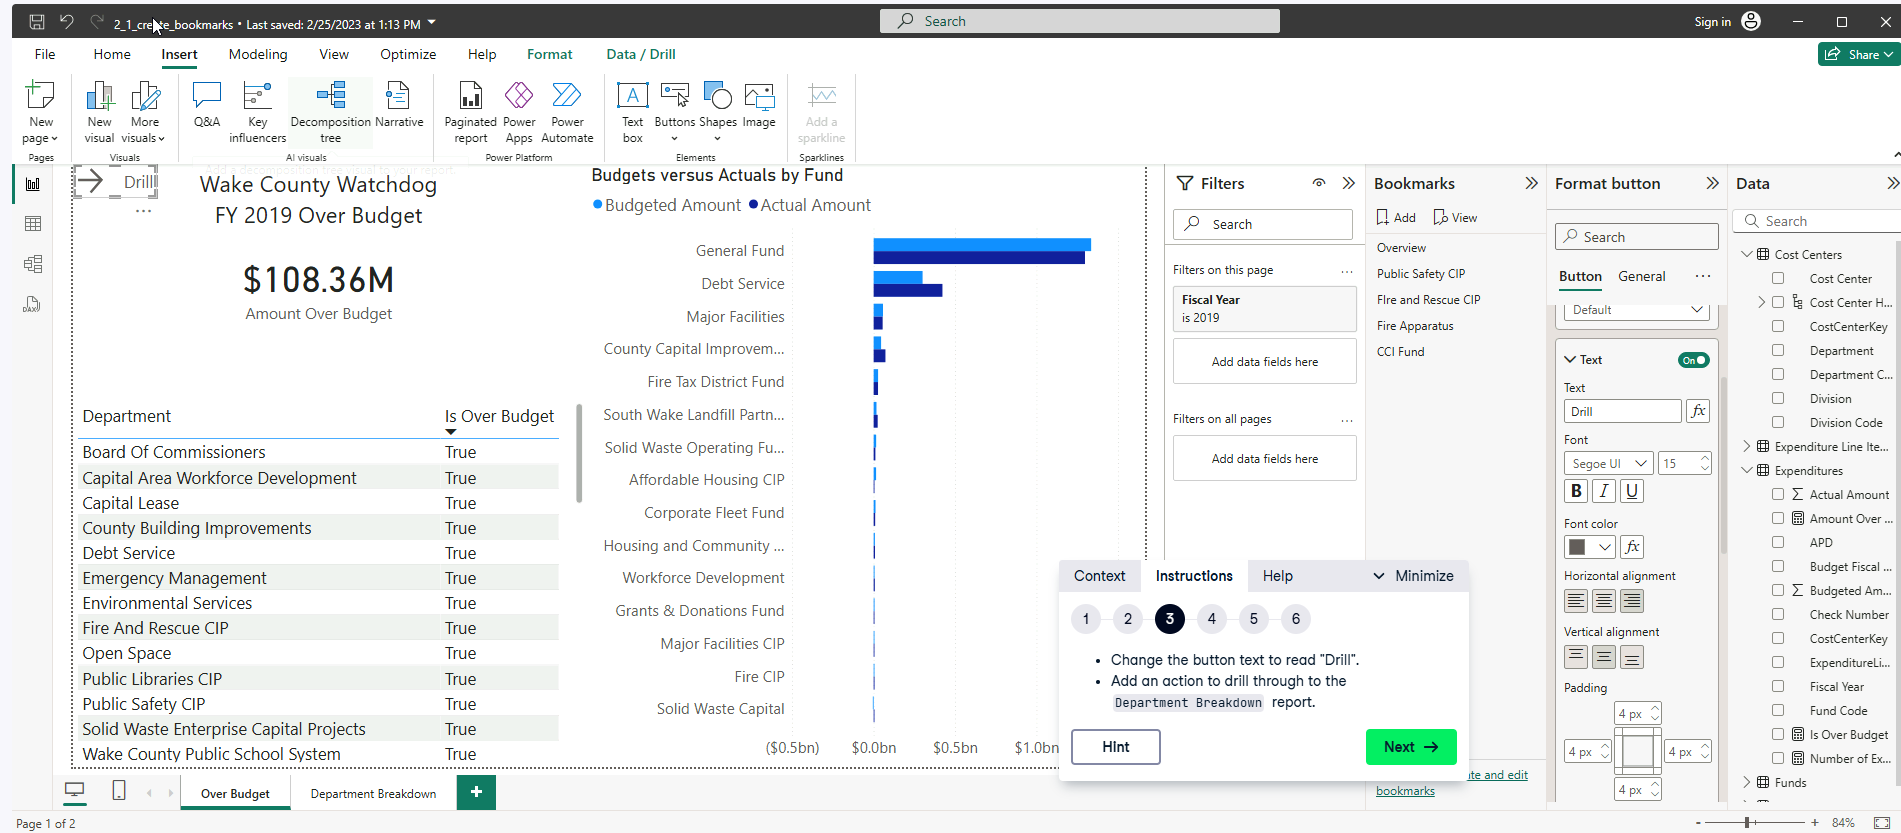 2_1_create_bookmarks • Last saved: 2/25/2023 at 1:13 PM
Search
Sign in
File
Home
Insert
Modeling
View
Optimize
Help
Format
Data / Drill
Share
New page
Pages
New visual
More visuals
Visuals
Q&A
Key influencers
Decomposition tree
Narrative
AI visuals
Paginated report
Power Apps
Power Automate
Power Platform
Text box
Buttons
Shapes
Image
Elements
Add a sparkline
Sparklines
Drill
Wake County Watchdog
FY 2019 Over Budget
$108.36M
Amount Over Budget
Department Is Over Budget
Board Of Commissioners True
Capital Area Workforce Development True
Capital Lease True
County Building Improvements True
Debt Service True
Emergency Management True
Environmental Services True
Fire And Rescue CIP True
Open Space True
Public Libraries CIP True
Public Safety CIP True
Solid Waste Enterprise Capital Projects True
Wake County Public School System True
Budgets versus Actuals by Fund
Budgeted Amount Actual Amount
General Fund
Debt Service
Major Facilities
County Capital Improvem...
Fire Tax District Fund
South Wake Landfill Partn...
Solid Waste Operating Fu...
Affordable Housing CIP
Corporate Fleet Fund
Housing and Community ...
Workforce Development
Grants & Donations Fund
Major Facilities CIP
Fire CIP
Solid Waste Capital
($0.5bn) $0.0bn $0.5bn $1.0bn
Filters
Search
Filters on this page ...
Fiscal Year
is 2019
Add data fields here
Filters on all pages ...
Add data fields here
Bookmarks
Add View
Overview
Public Safety CIP
FIre and Rescue CIP
Fire Apparatus
CCI Fund
te and edit
bookmarks
Format button
Search
Button General ...
Default
Text On
Text
Drill fx
Font
Segoe UI 15
B I U
Font color
fx
Horizontal alignment
Vertical alignment
Padding
4 px
4 px 4 px
4 px
Data
Search
Cost Centers
Cost Center
Cost Center H...
CostCenterKey
Department
Department C...
Division
Division Code
Expenditure Line Ite...
Expenditures
Actual Amount
Amount Over ...
APD
Budget Fiscal ...
Budgeted Am...
Check Number
CostCenterKey
ExpenditureLi...
Fiscal Year
Fund Code
Is Over Budget
Number of Ex...
Funds
Context Instructions Help Minimize
1 2 3 4 5 6
• Change the button text to read "Drill".
• Add an action to drill through to the
Department Breakdown report.
Hint Next
Over Budget Department Breakdown +
Page 1 of 2
- + 84%